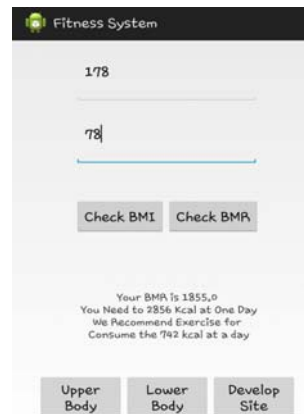 Fitness System
178
78
Check BMI Check BMR
Your BMR is 1855.0
You Need to 2856 Kcal at One Day
We Recommend Exercise for
Consume the 742 kcal at a day
Upper Body Lower Body Develop Site